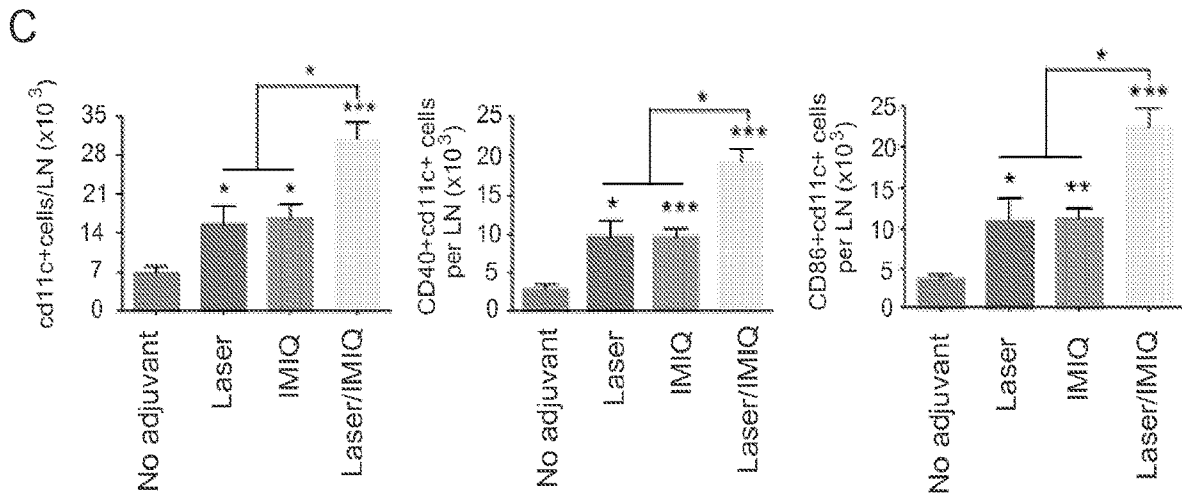 C
cd11c+cells/LN (x10³)
35
28
21
14
7
0
*
*
***
*
No adjuvant
Laser
IMIQ
Laser/IMIQ
CD40+cd11c+ cells
per LN (x10³)
25
20
15
10
5
0
*
***
***
*
No adjuvant
Laser
IMIQ
Laser/IMIQ
CD86+cd11c+ cells
per LN (x10³)
25
20
15
10
5
0
*
**
***
*
No adjuvant
Laser
IMIQ
Laser/IMIQ